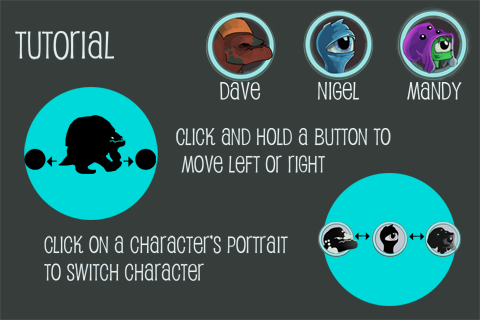 Tutorial
Dave Nigel Mandy
Click and hold a button to
move left or right
Click on a character's portrait
to switch character